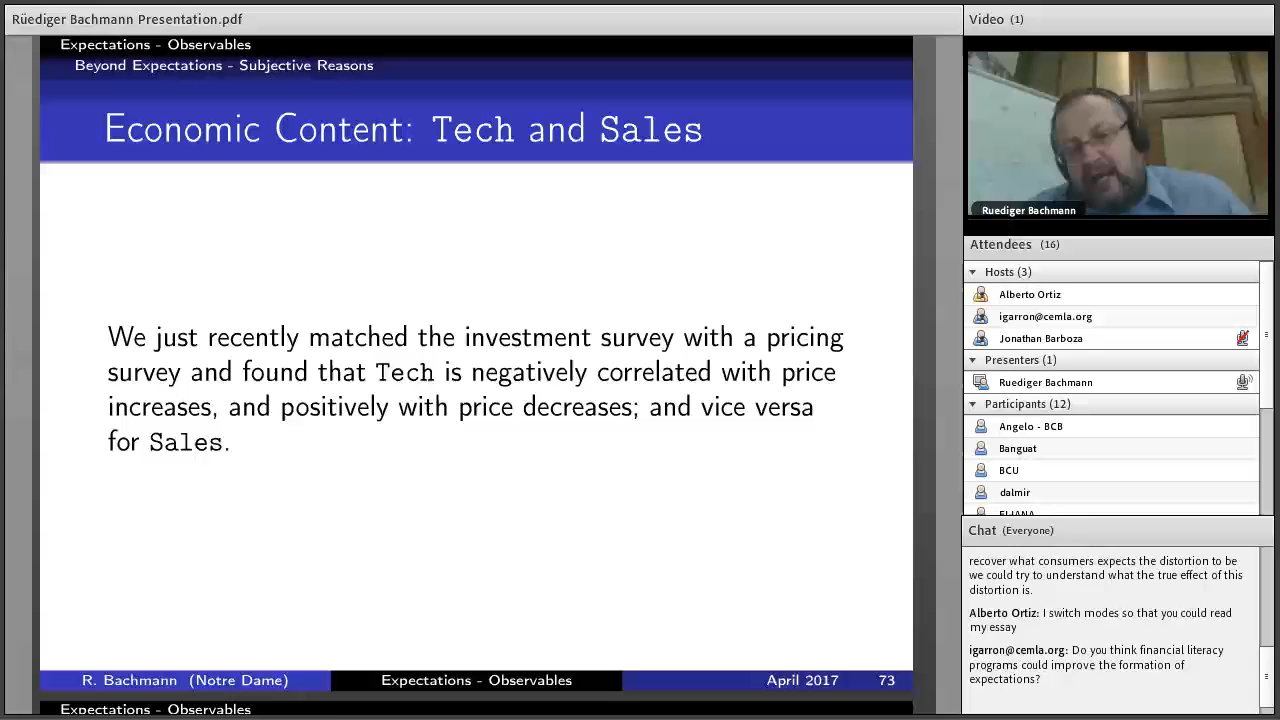 Rüediger Bachmann Presentation.pdf
Expectations - Observables
Beyond Expectations - Subjective Reasons
Economic Content: Tech and Sales
We just recently matched the investment survey with a pricing
survey and found that Tech is negatively correlated with price
increases, and positively with price decreases; and vice versa
for Sales.
R. Bachmann (Notre Dame)
Expectations - Observables
April 2017
73
Expectations - Observables
Video (1)
Ruediger Bachmann
Attendees (16)
Hosts (3)
Alberto Ortiz
igarron@cemla.org
Jonathan Barboza
Presenters (1)
Ruediger Bachmann
Participants (12)
Angelo - BCB
Banguat
BCU
dalmir
Chat (Everyone)
recover what consumers expects the distortion to be
we could try to understand what the true effect of this
distortion is.
Alberto Ortiz: I switch modes so that you could read
my essay
igarron@cemla.org: Do you think financial literacy
programs could improve the formation of
expectations?